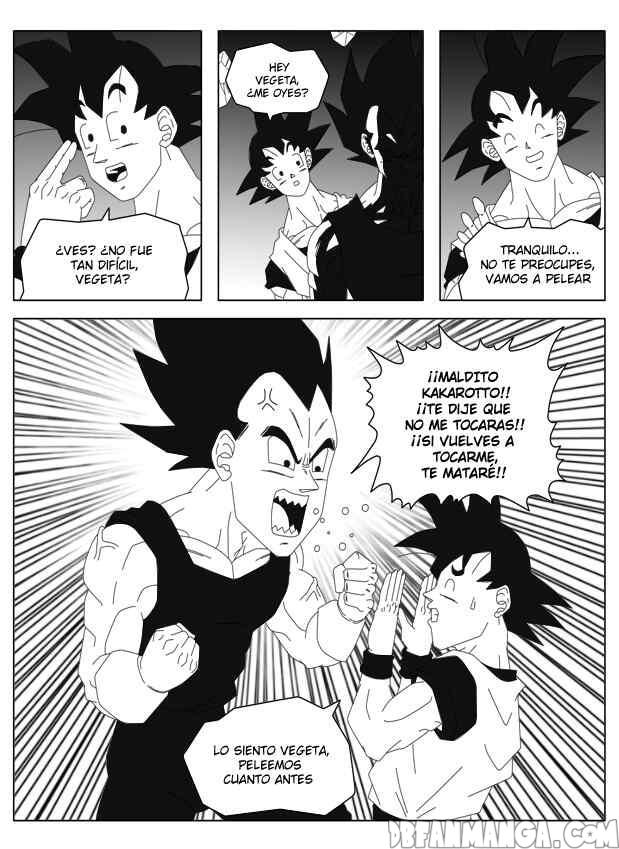 ¿VES? ¿NO FUE
TAN DIFÍCIL,
VEGETA?
HEY
VEGETA,
¿ME OYES?
TRANQUILO...
NO TE PREOCUPES,
VAMOS A PELEAR
¡¡MALDITO
KAKAROTTO!!
¡¡TE DIJE QUE
NO ME TOCARAS!!
¡¡SI VUELVES A
TOCARME,
TE MATARÉ!!
LO SIENTO VEGETA,
PELEEMOS
CUANTO ANTES
DBFANMANGA.COM